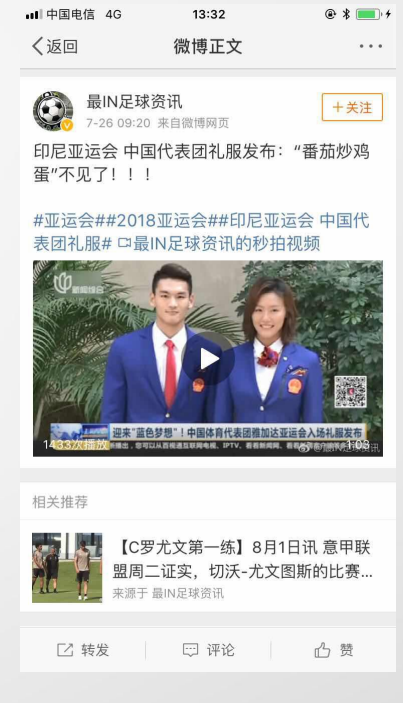 中国电信 4G 13:32
返回 微博正文
最IN足球资讯
+关注
7-26 09:20 来自微博网页
印尼亚运会 中国代表团礼服发布：“番茄炒鸡
蛋”不见了！！！
#亚运会##2018亚运会##印尼亚运会 中国代
表团礼服# 最IN足球资讯的秒拍视频
迎来"蓝色梦想"！中国体育代表团雅加达亚运会入场礼服发布
1433次播放 1:03
@最IN足球资讯
相关推荐
【C罗尤文第一练】8月1日讯 意甲联
盟周二证实，切沃-尤文图斯的比赛...
来源于 最IN足球资讯
转发 评论 赞